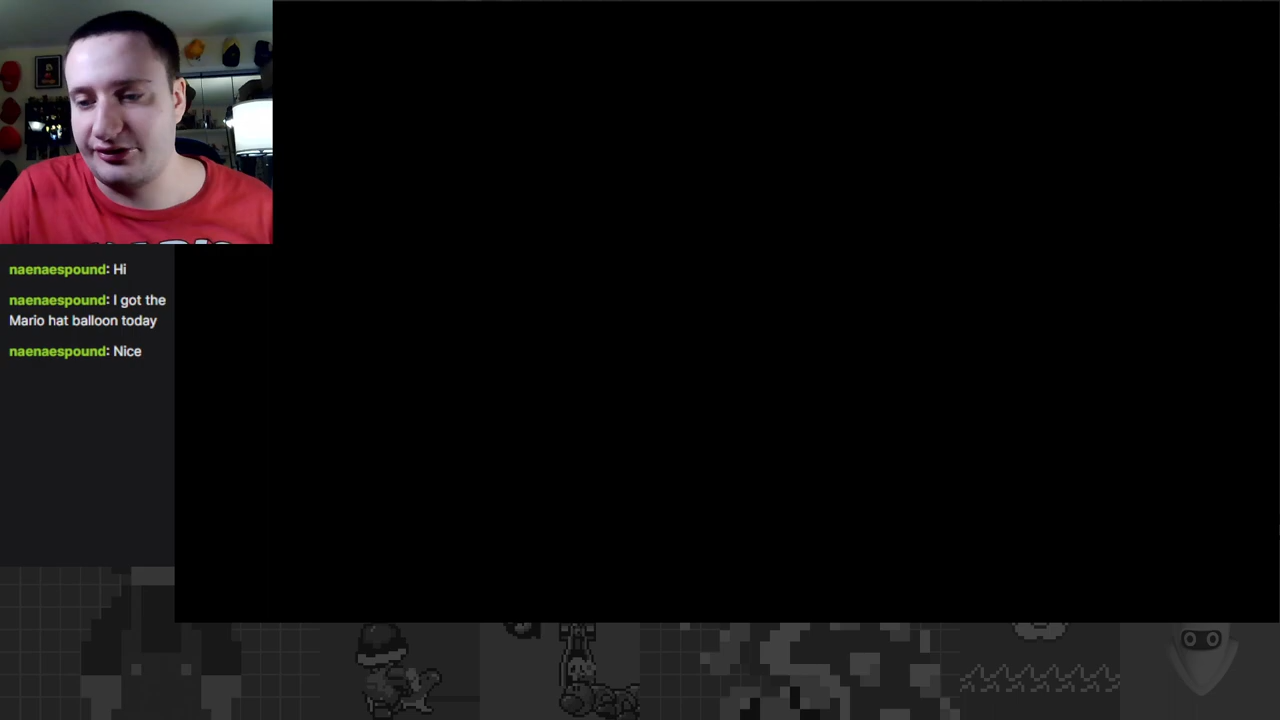 naenaespound: Hi
naenaespound: I got the
Mario hat balloon today
naenaespound: Nice